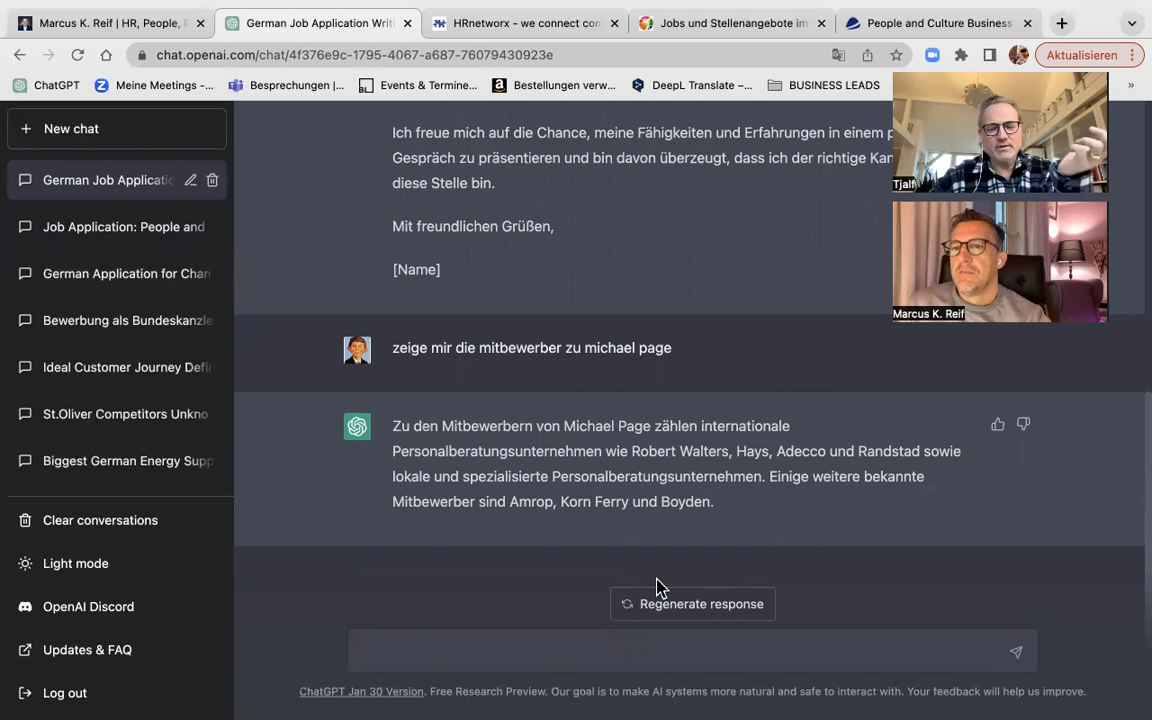 Marcus K. Reif | HR, People, F
German Job Application Writi
HRnetworx - we connect con
Jobs und Stellenangebote im
People and Culture Business
chat.openai.com/chat/4f376e9c-1795-4067-a687-76079430923e
Aktualisieren
ChatGPT
Meine Meetings -...
Besprechungen |...
Events & Termine...
Bestellungen verw...
DeepL Translate –...
BUSINESS LEADS
»
New chat
German Job Applicatic
Job Application: People and
German Application for Chan
Bewerbung als Bundeskanzle
Ideal Customer Journey Defi
St.Oliver Competitors Unkno
Biggest German Energy Supp
Clear conversations
Light mode
OpenAI Discord
Updates & FAQ
Log out
Ich freue mich auf die Chance, meine Fähigkeiten und Erfahrungen in einem p
Gespräch zu präsentieren und bin davon überzeugt, dass ich der richtige Kan
diese Stelle bin.
Mit freundlichen Grüßen,
[Name]
zeige mir die mitbewerber zu michael page
Zu den Mitbewerbern von Michael Page zählen internationale
Personalberatungsunternehmen wie Robert Walters, Hays, Adecco und Randstad sowie
lokale und spezialisierte Personalberatungsunternehmen. Einige weitere bekannte
Mitbewerber sind Amrop, Korn Ferry und Boyden.
Regenerate response
ChatGPT Jan 30 Version. Free Research Preview. Our goal is to make AI systems more natural and safe to interact with. Your feedback will help us improve.
Tjalf
Marcus K. Reif